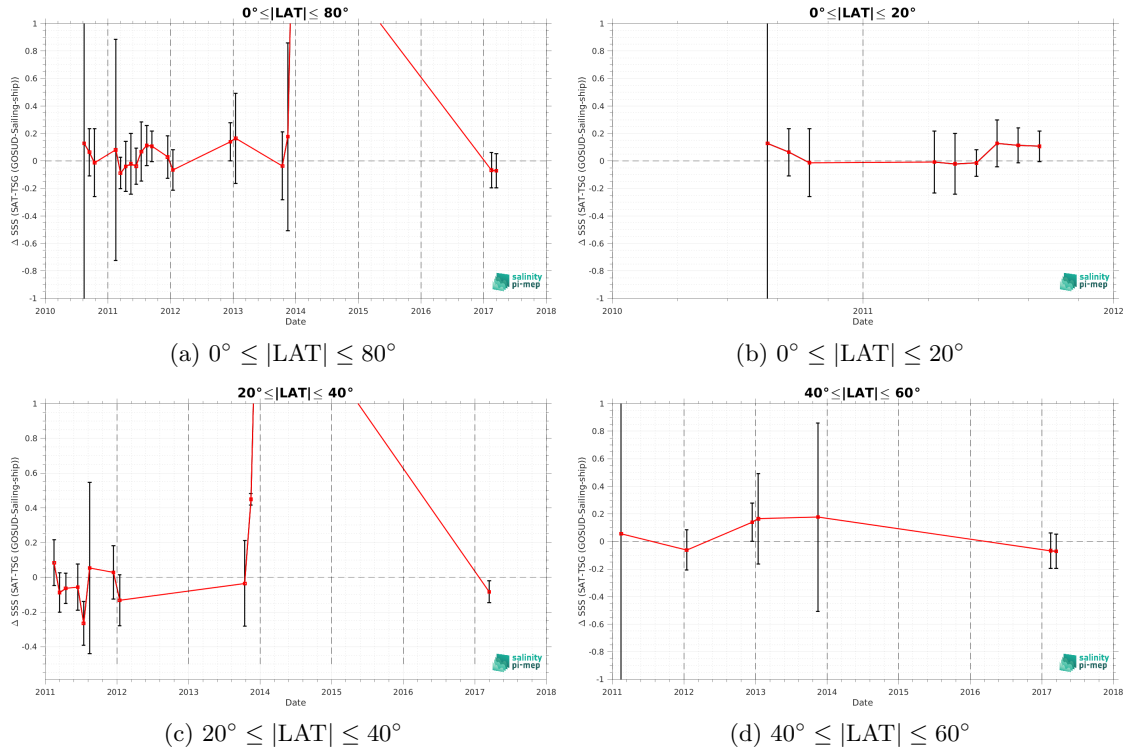 0°≤|LAT|≤ 80°
Δ SSS (SAT-TSG (GOSUD-Sailing-ship))
1
0.8
0.6
0.4
0.2
0
-0.2
-0.4
-0.6
-0.8
-1
2010 2011 2012 2013 2014 2015 2016 2017 2018
Date
salinity
pi-mep
(a) 0° ≤ |LAT| ≤ 80°
0°≤|LAT|≤ 20°
Δ SSS (SAT-TSG (GOSUD-Sailing-ship))
1
0.8
0.6
0.4
0.2
0
-0.2
-0.4
-0.6
-0.8
-1
2010 2011 2012
Date
salinity
pi-mep
(b) 0° ≤ |LAT| ≤ 20°
20°≤|LAT|≤ 40°
Δ SSS (SAT-TSG (GOSUD-Sailing-ship))
1
0.8
0.6
0.4
0.2
0
-0.2
-0.4
2011 2012 2013 2014 2015 2016 2017 2018
Date
salinity
pi-mep
(c) 20° ≤ |LAT| ≤ 40°
40°≤|LAT|≤ 60°
Δ SSS (SAT-TSG (GOSUD-Sailing-ship))
1
0.8
0.6
0.4
0.2
0
-0.2
-0.4
-0.6
-0.8
-1
2011 2012 2013 2014 2015 2016 2017 2018
Date
salinity
pi-mep
(d) 40° ≤ |LAT| ≤ 60°